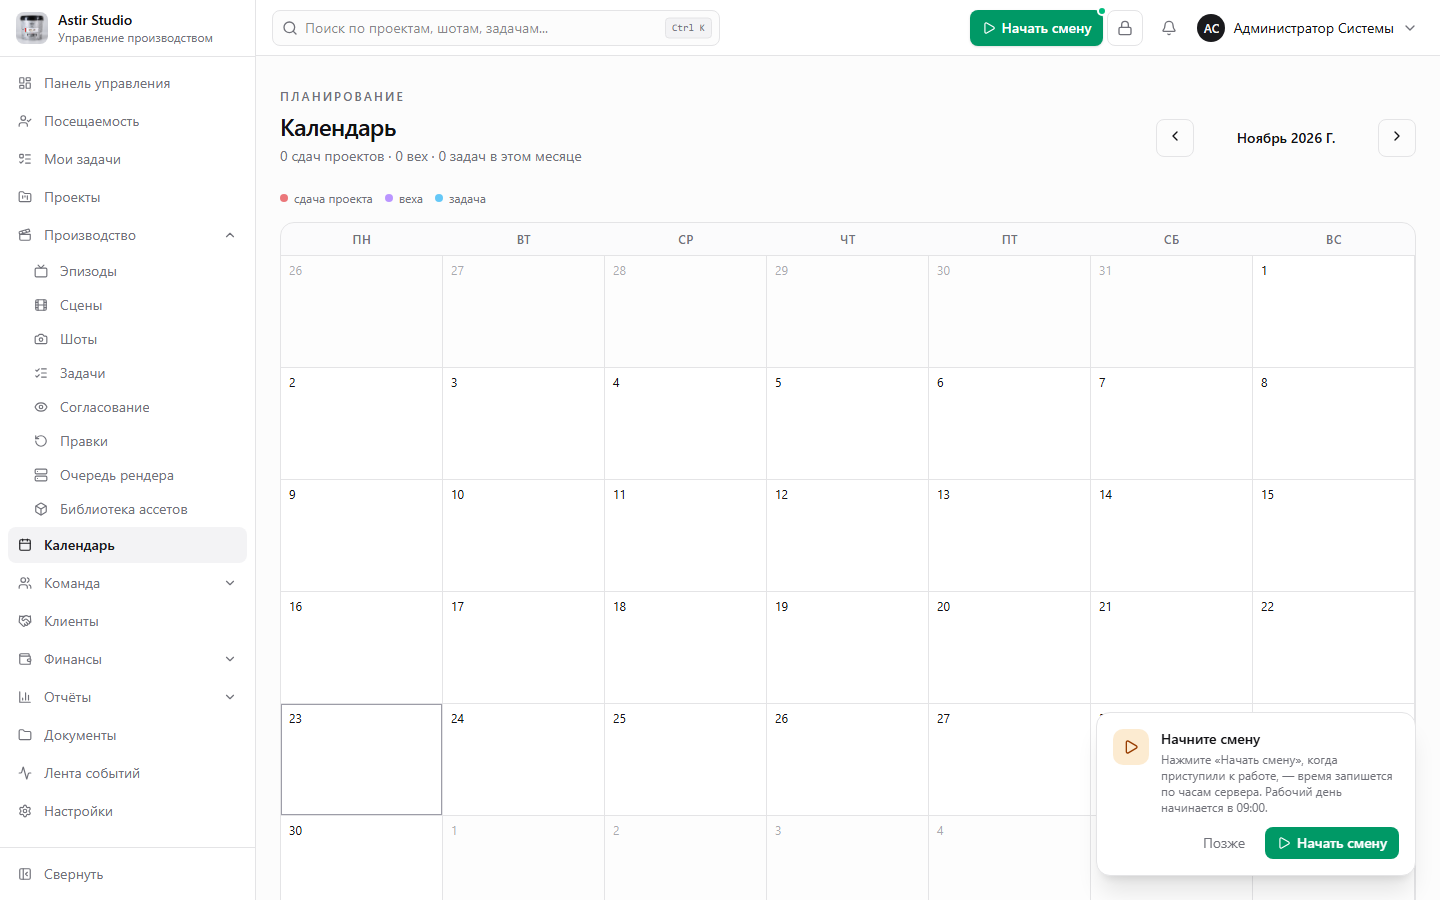 Astir Studio
Управление производством
Поиск по проектам, шотам, задачам...
Ctrl K
Начать смену
АС
Администратор Системы
Панель управления
Посещаемость
Мои задачи
Проекты
Производство
Эпизоды
Сцены
Шоты
Задачи
Согласование
Правки
Очередь рендера
Библиотека ассетов
Календарь
Команда
Клиенты
Финансы
Отчёты
Документы
Лента событий
Настройки
Свернуть
ПЛАНИРОВАНИЕ
Календарь
0 сдач проектов · 0 вех · 0 задач в этом месяце
Ноябрь 2026 Г.
сдача проекта
веха
задача
ПН ВТ СР ЧТ ПТ СБ ВС
26 27 28 29 30 31 1
2 3 4 5 6 7 8
9 10 11 12 13 14 15
16 17 18 19 20 21 22
23 24 25 26 27
30 1 2 3 4
Начните смену
Нажмите «Начать смену», когда
приступили к работе, — время запишется
по часам сервера. Рабочий день
начинается в 09:00.
Позже
Начать смену